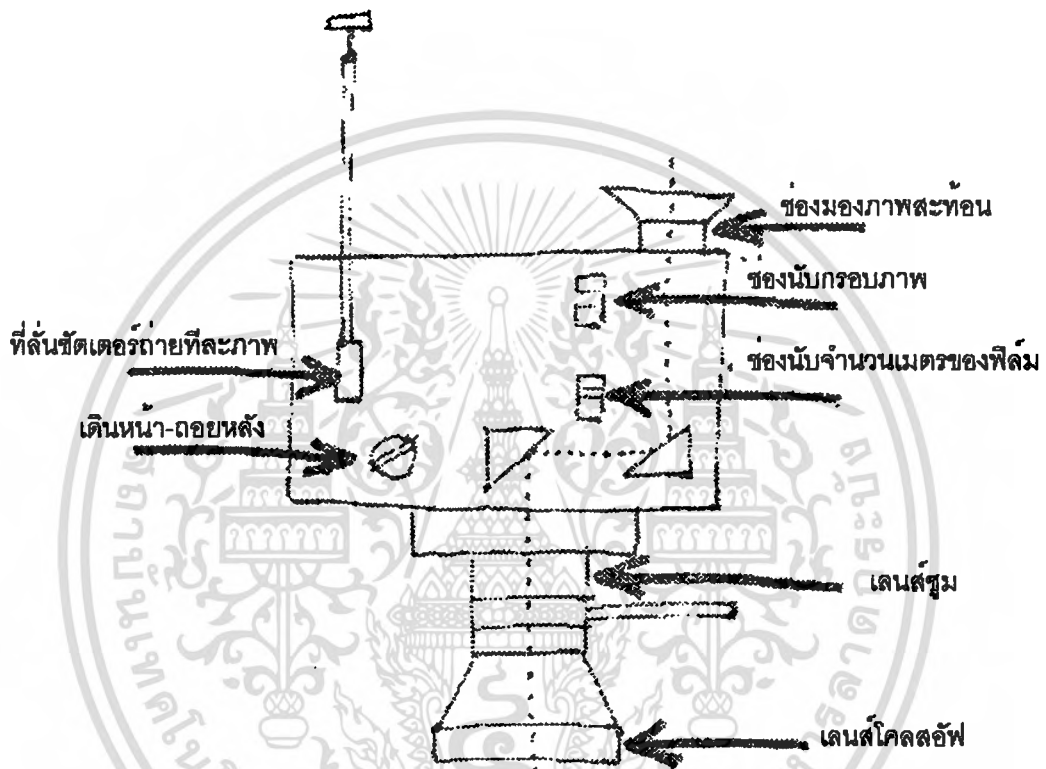 ช่องมองภาพสะท้อน
ช่องนับกรอบภาพ
ที่ลั่นชัตเตอร์ถ่ายทีละภาพ
ช่องนับจำนวนเมตรของฟิล์ม
เดินหน้า-ถอยหลัง
เลนส์ซูม
เลนส์โคลสอัฟ